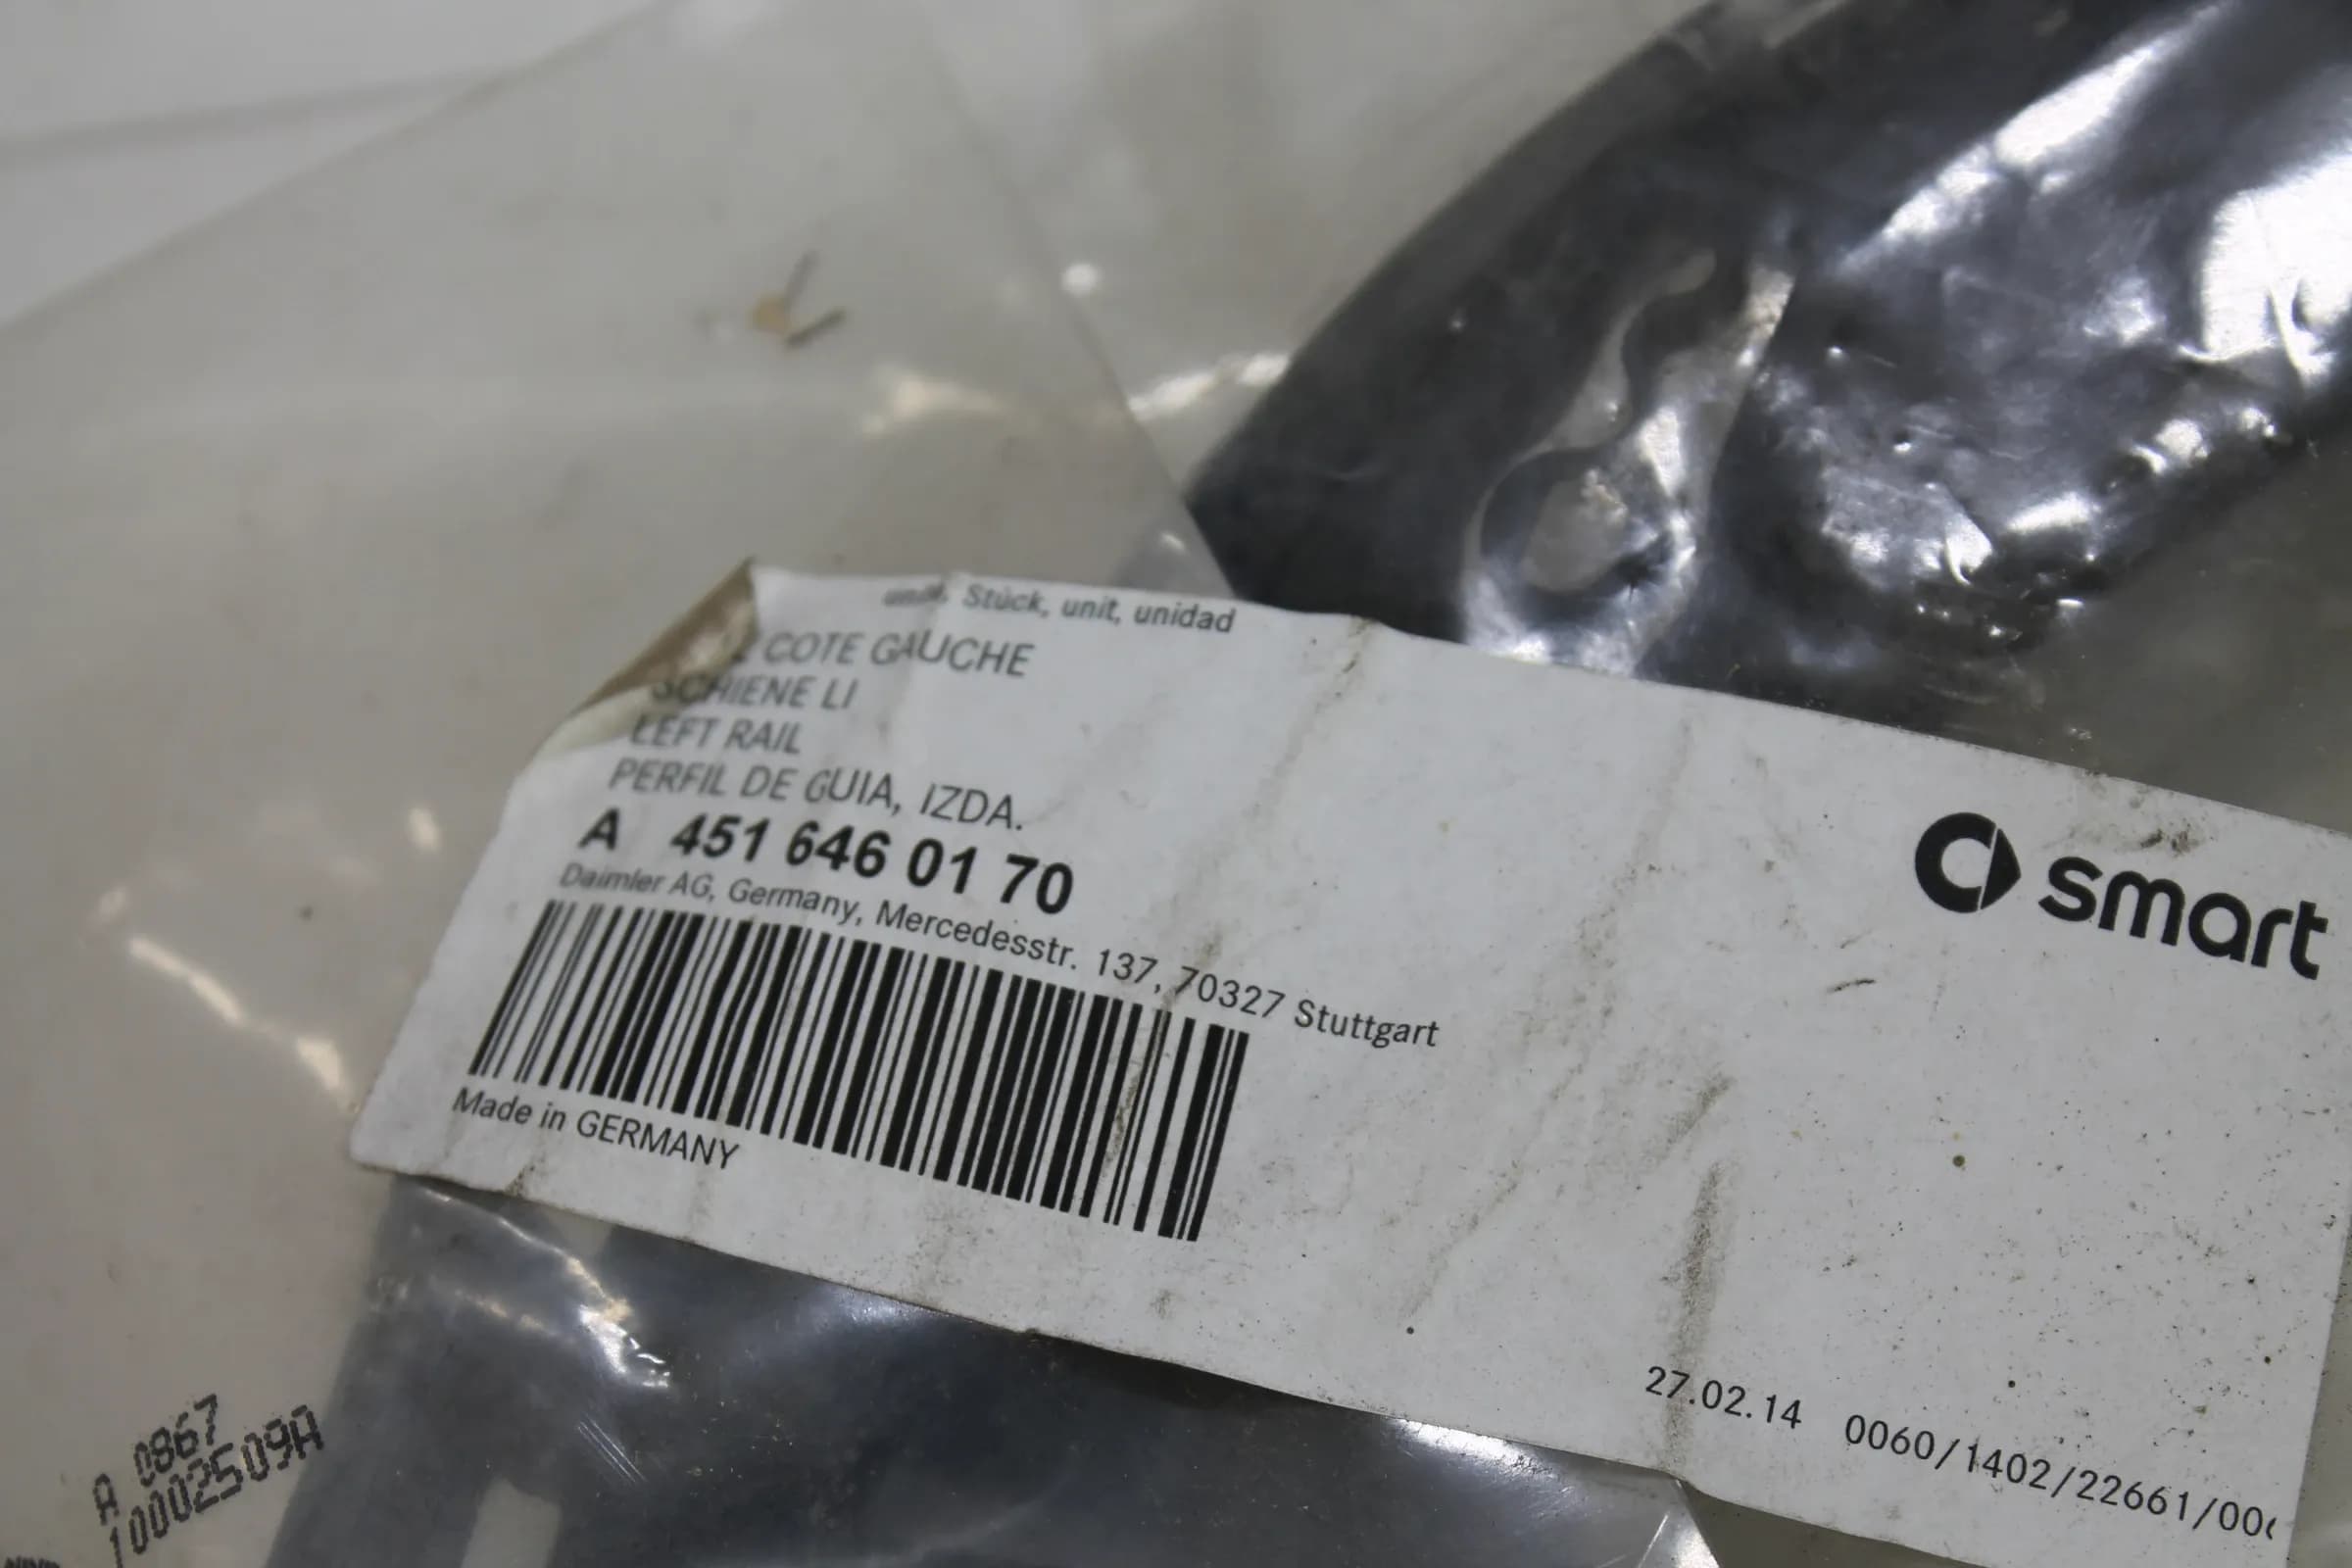 Stück, unit, unidad
COTE GAUCHE
SCHIENE LI
LEFT RAIL
PERFIL DE GUIA, IZDA.
A 451 646 01 70
Daimler AG, Germany, Mercedesstr. 137, 70327 Stuttgart
Made in GERMANY
smart
27.02.14 0060/1402/22661/00
A 0867
10002509A